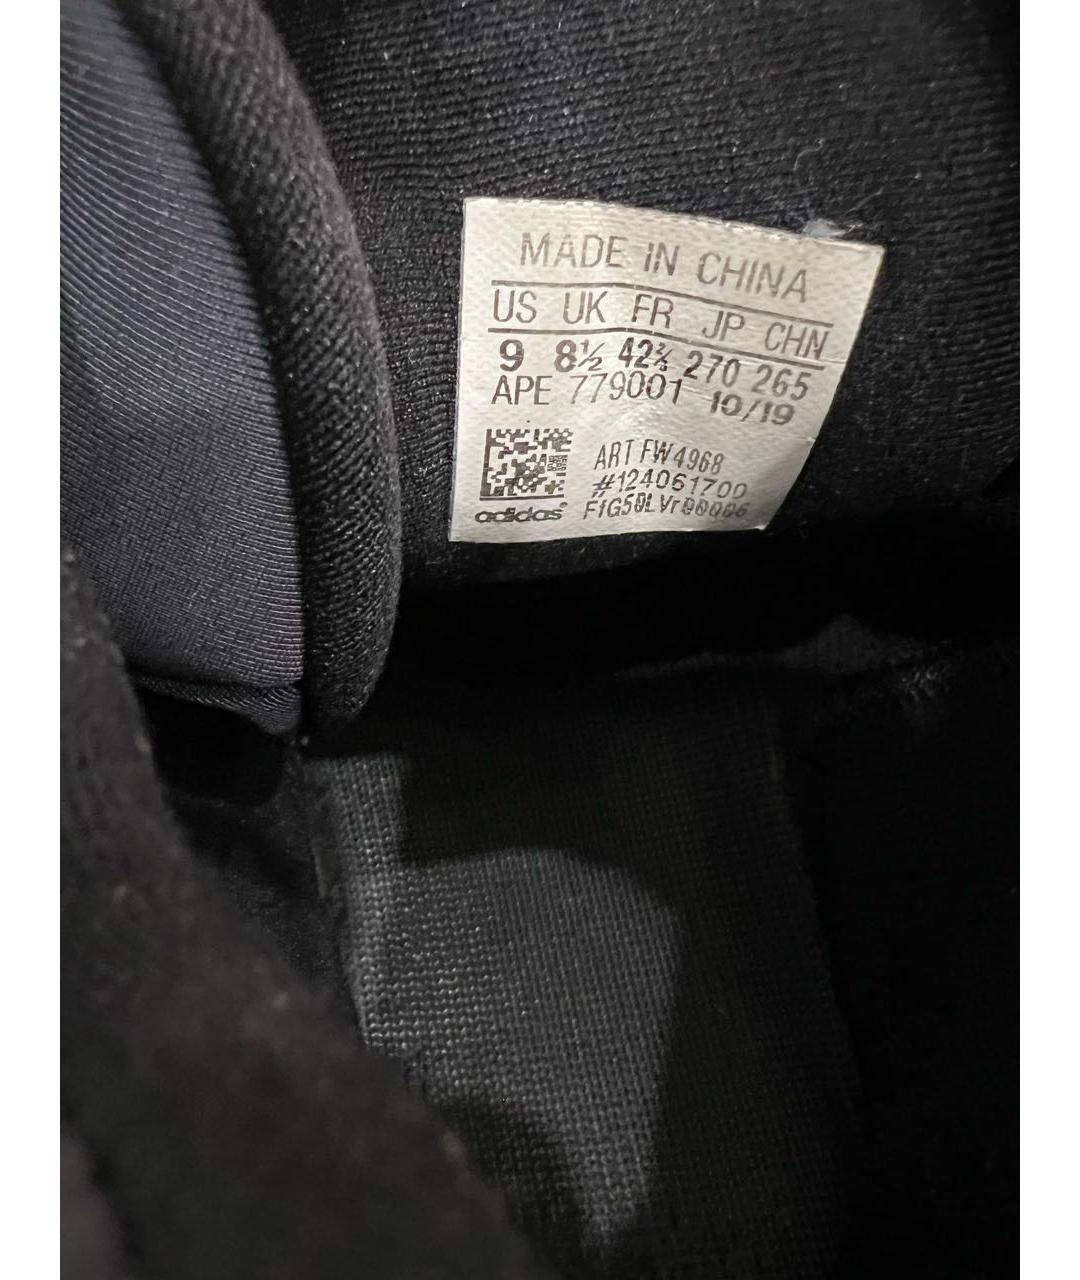 MADE IN CHINA
US UK FR JP CHN
9 8½ 42⅔ 270 265
APE 779001 10/19
ART FW4968
#124061700
adidas